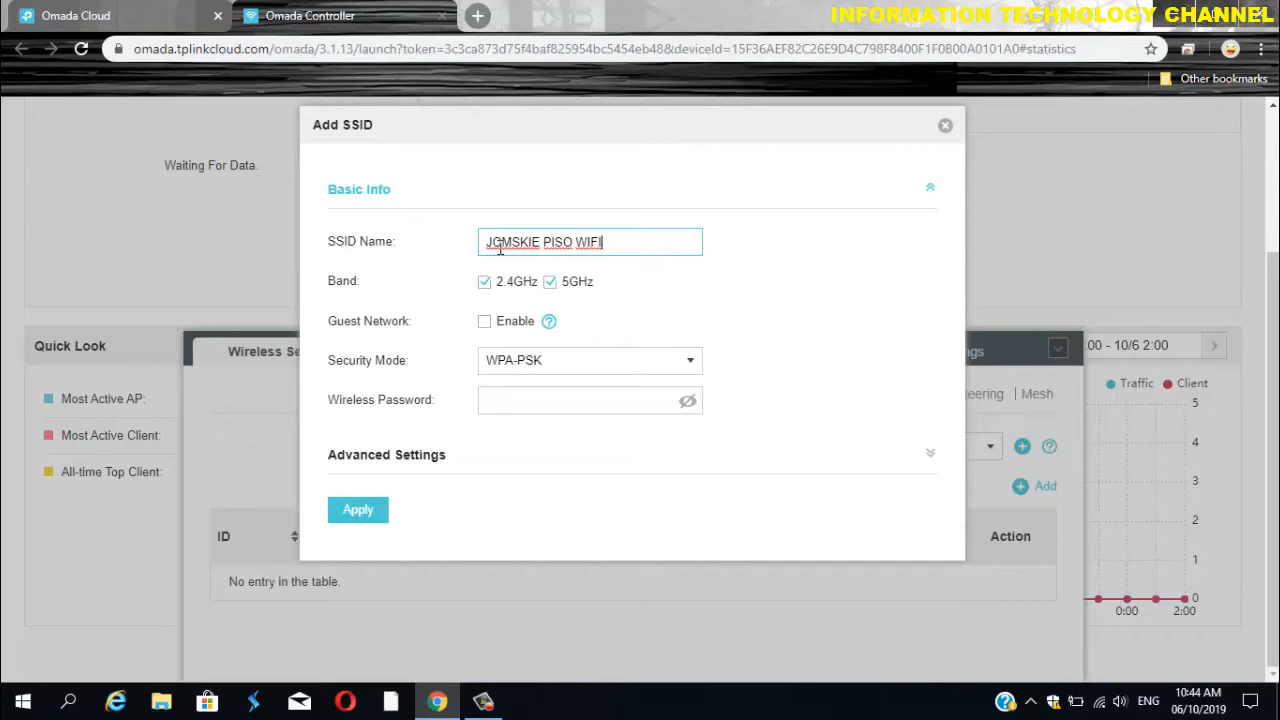 Omada Cloud
Omada Controller
INFORMATION TECHNOLOGY CHANNEL
omada.tplinkcloud.com/omada/3.1.13/launch?token=3c3ca873d75f4baf825954bc5454eb48&deviceId=15F36AEF82C26E9D4C798F8400F1F0B00A0101A0#statistics
Other bookmarks
Add SSID
Waiting For Data.
Basic Info
SSID Name: JGMSKIE PISO WIFI
Band: 2.4GHz 5GHz
Guest Network: Enable
Security Mode: WPA-PSK
Wireless Password:
Advanced Settings
Apply
Quick Look
Most Active AP:
Most Active Client:
All-time Top Client:
Wireless Se
ngs
:00 - 10/6 2:00
Traffic Client
eering | Mesh
Add
ID Action
No entry in the table.
5
4
3
2
1
0
0:00 2:00
ENG
10:44 AM
06/10/2019